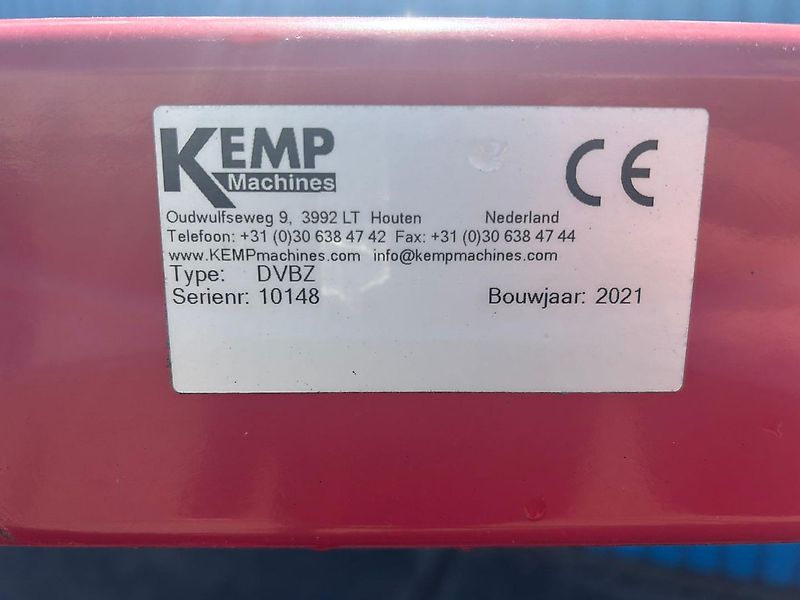 KEMP
Machines
CE
Oudwulfseweg 9, 3992 LT Houten Nederland
Telefoon: +31 (0)30 638 47 42 Fax: +31 (0)30 638 47 44
www.KEMPmachines.com info@kempmachines.com
Type: DVBZ
Serienr: 10148 Bouwjaar: 2021